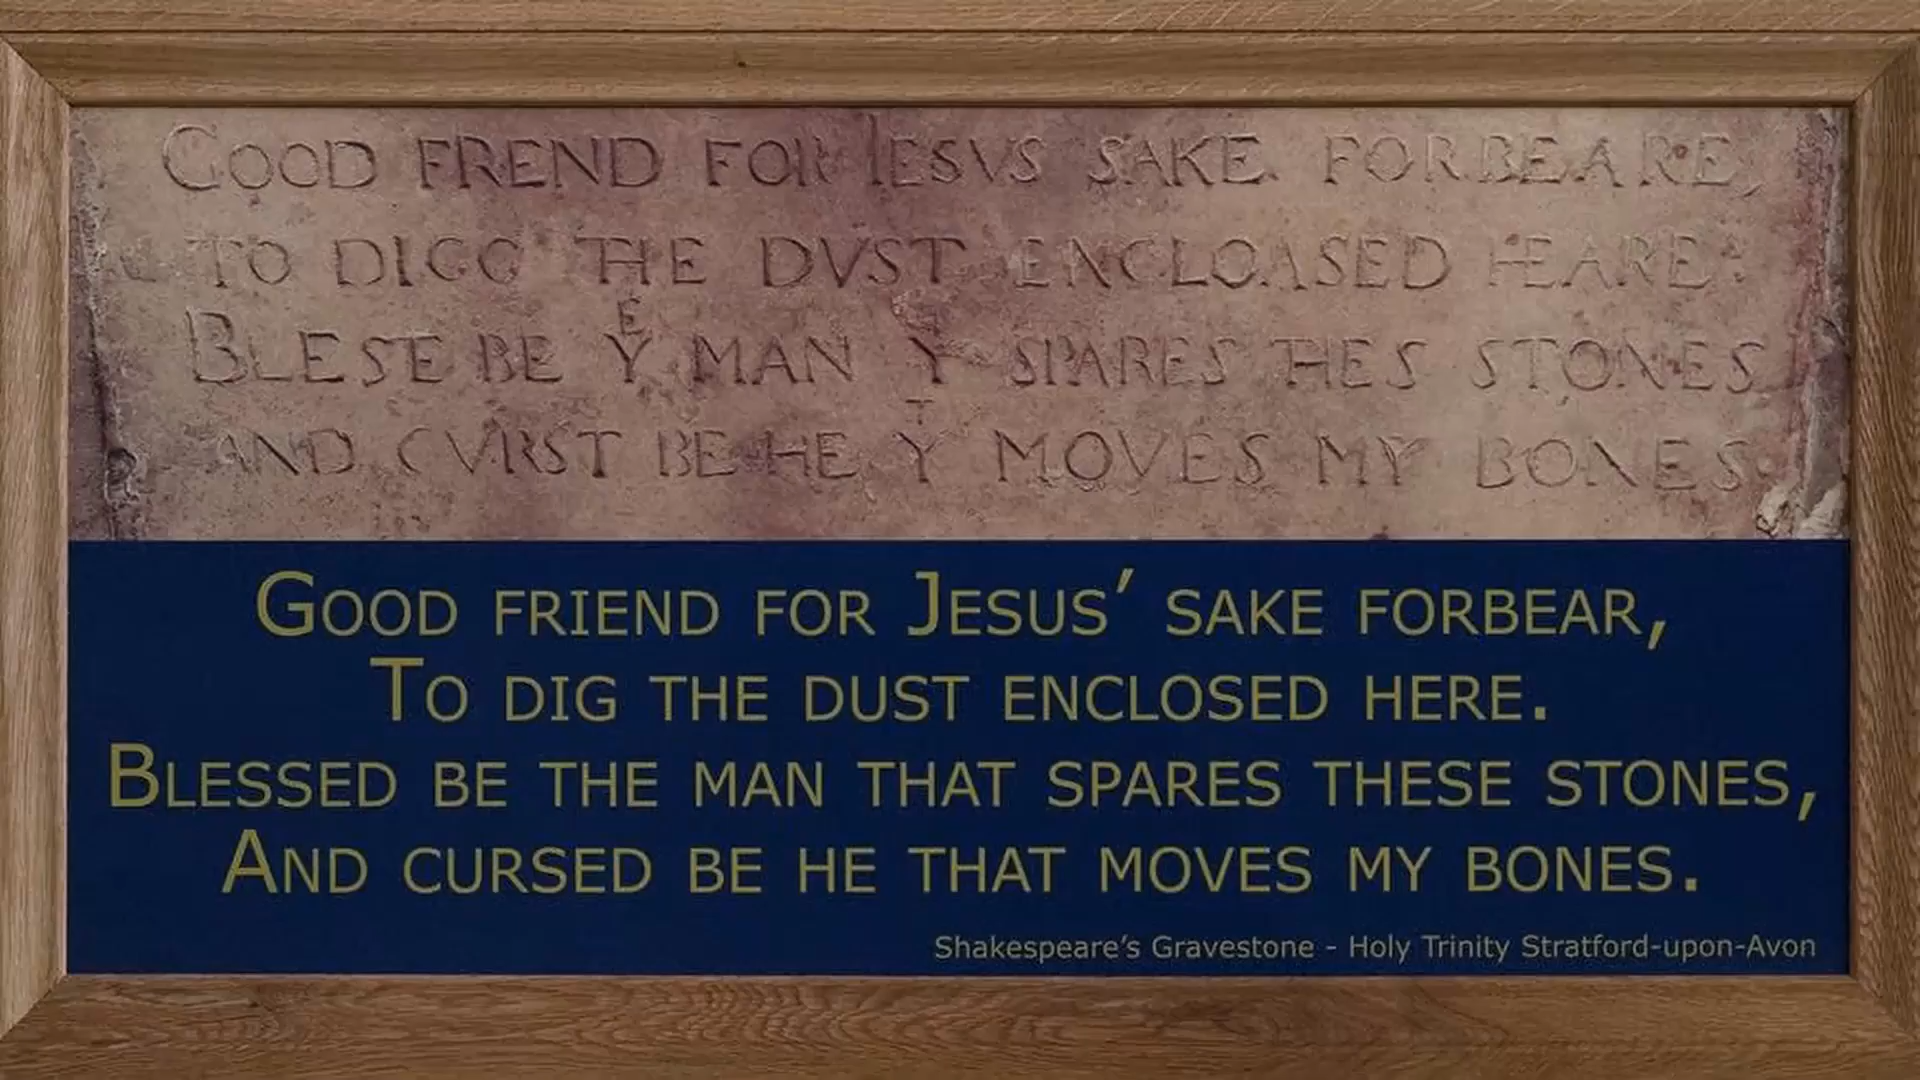 GOOD FREND FOR IESVS SAKE FORBEARE,
TO DIGG THE DVST ENCLOASED HEARE:
BLESE BE Yᴱ MAN Yᵀ SPARES THES STONES
AND CVRST BE HE Yᵀ MOVES MY BONES
GOOD FRIEND FOR JESUS’ SAKE FORBEAR,
TO DIG THE DUST ENCLOSED HERE.
BLESSED BE THE MAN THAT SPARES THESE STONES,
AND CURSED BE HE THAT MOVES MY BONES.
Shakespeare’s Gravestone - Holy Trinity Stratford-upon-Avon